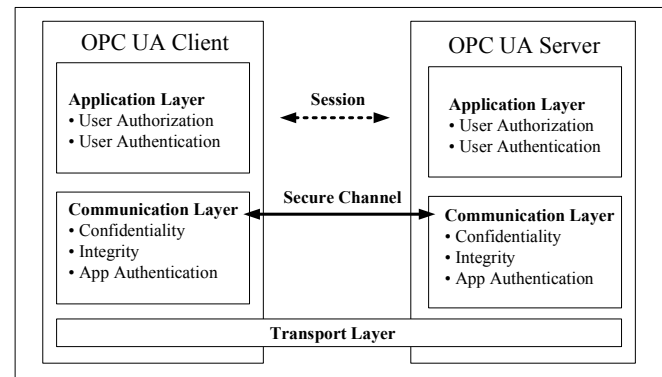 OPC UA Client
Application Layer
• User Authorization
• User Authentication
Communication Layer
• Confidentiality
• Integrity
• App Authentication
Session
Secure Channel
OPC UA Server
Application Layer
• User Authorization
• User Authentication
Communication Layer
• Confidentiality
• Integrity
• App Authentication
Transport Layer